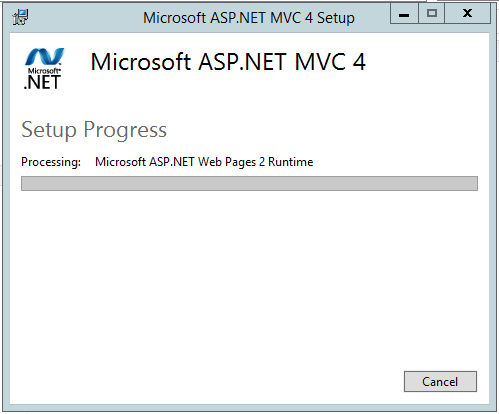 Microsoft ASP.NET MVC 4 Setup
Microsoft®
.NET
Microsoft ASP.NET MVC 4
Setup Progress
Processing: Microsoft ASP.NET Web Pages 2 Runtime
Cancel